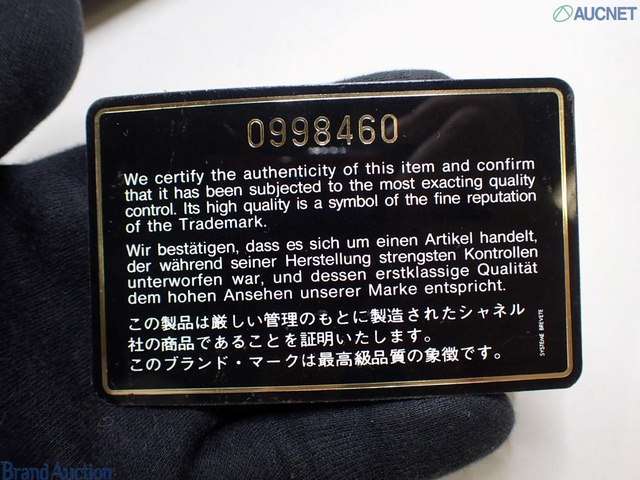 AUCNET
0998460
We certify the authenticity of this item and confirm
that it has been subjected to the most exacting quality
control. Its high quality is a symbol of the fine reputation
of the Trademark.
Wir bestätigen, dass es sich um einen Artikel handelt,
der während seiner Herstellung strengsten Kontrollen
unterworfen war, und dessen erstklassige Qualität
dem hohen Ansehen unserer Marke entspricht.
この製品は厳しい管理のもとに製造されたシャネル
社の商品であることを証明いたします。
このブランド・マークは最高級品質の象徴です。
SYSTEME BREVETE
Brand Auction